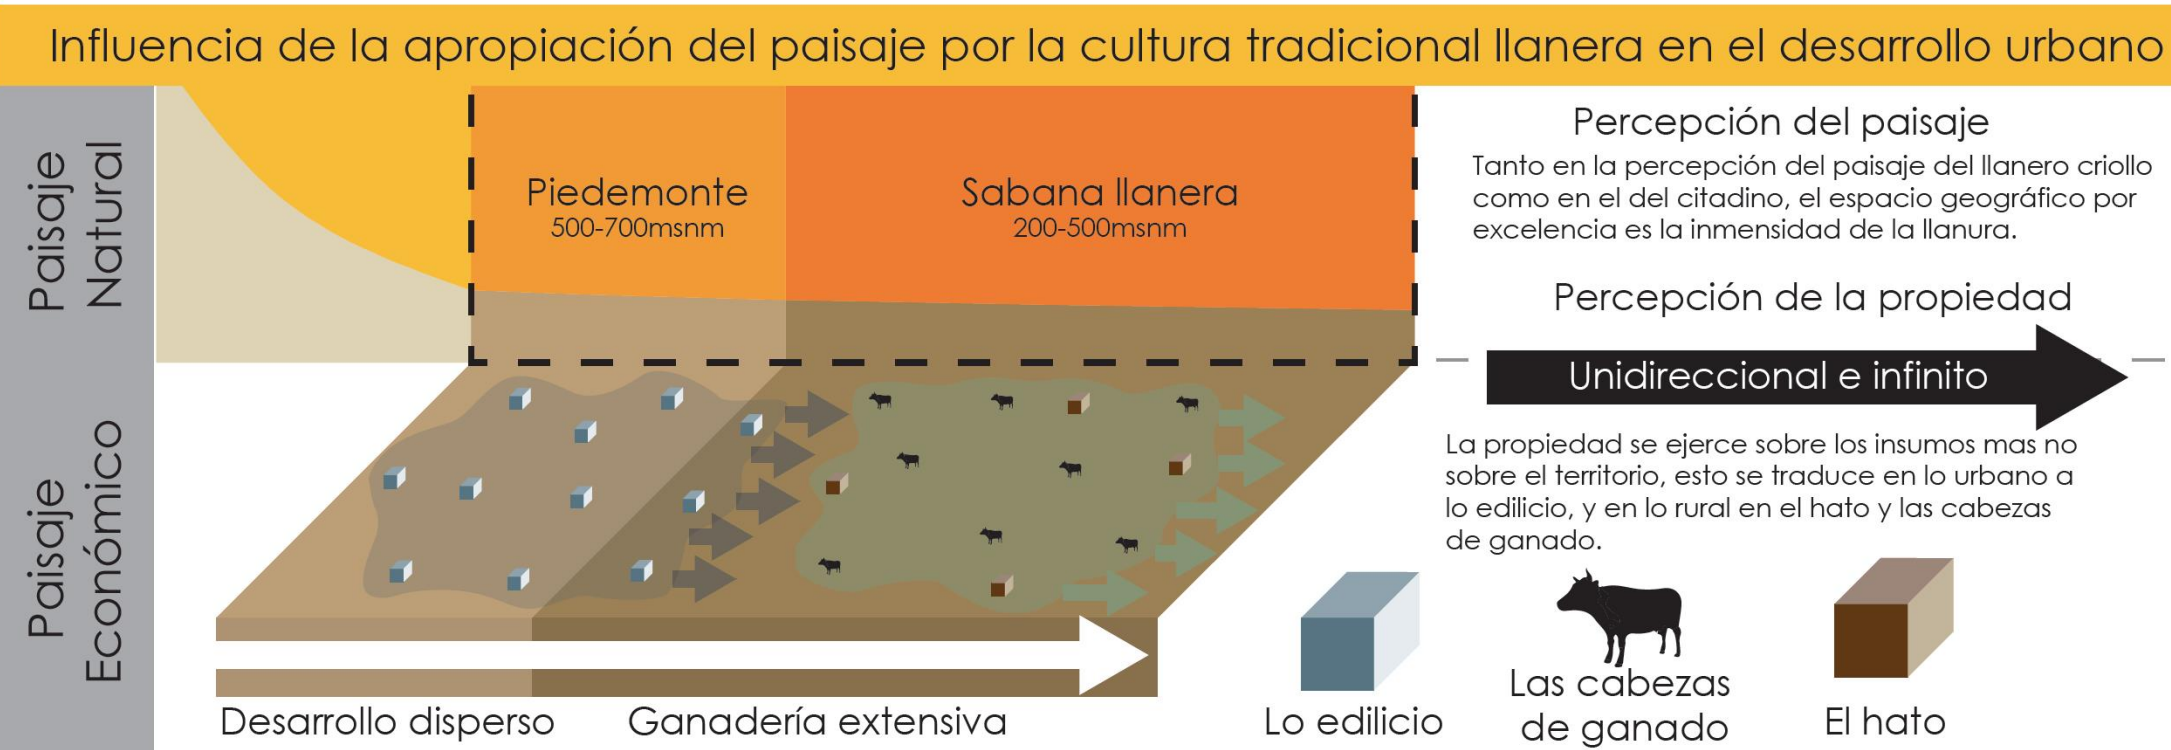 Influencia de la apropiación del paisaje por la cultura tradicional llanera en el desarrollo urbano
Paisaje
Natural
Piedemonte
500-700msnm
Sabana llanera
200-500msnm
Percepción del paisaje
Tanto en la percepción del paisaje del llanero criollo
como en el del citadino, el espacio geográfico por
excelencia es la inmensidad de la llanura.
Percepción de la propiedad
Unidireccional e infinito
La propiedad se ejerce sobre los insumos mas no
sobre el territorio, esto se traduce en lo urbano a
lo edilicio, y en lo rural en el hato y las cabezas
de ganado.
Paisaje
Económico
Desarrollo disperso
Ganadería extensiva
Lo edilicio
Las cabezas
de ganado
El hato